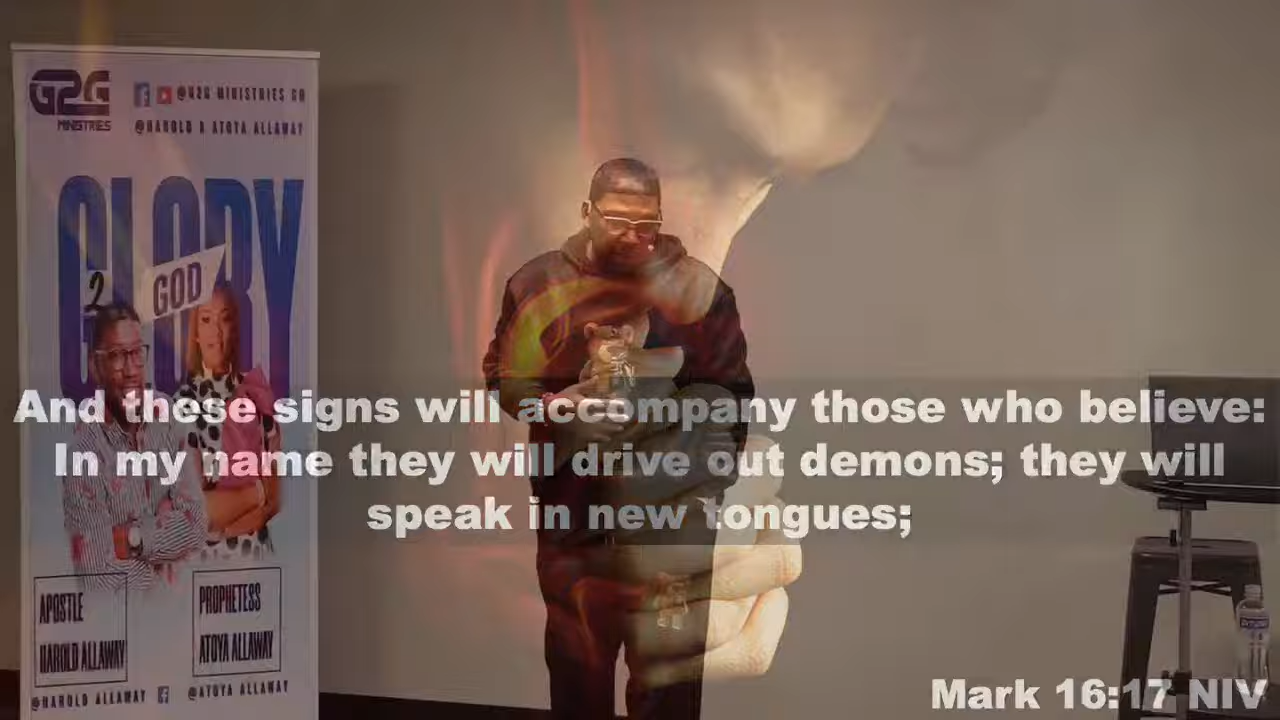 G2G
MINISTRIES
@G2G MINISTRIES GR
@HAROLD & ATOYA ALLAWAY
GLORY
2
GOD
And these signs will accompany those who believe:
In my name they will drive out demons; they will
speak in new tongues;
APOSTLE
HAROLD ALLAWAY
PROPHETESS
ATOYA ALLAWAY
@HAROLD ALLAWAY
@ATOYA ALLAWAY
Mark 16:17 NIV